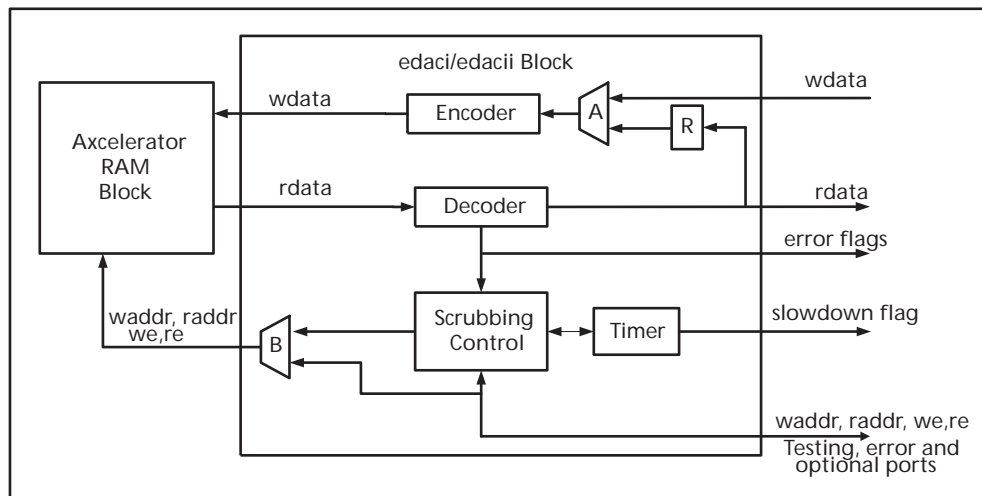 edaci/edacii Block
wdata
wdata
Encoder
A
R
Axcelerator
RAM
Block
rdata
Decoder
rdata
error flags
waddr, raddr
we,re
B
Scrubbing
Control
Timer
slowdown flag
waddr, raddr, we,re
Testing, error and
optional ports